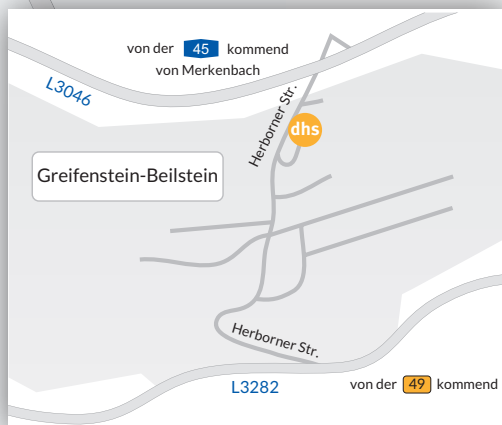 von der 45 kommend
von Merkenbach
L3046
Herborner Str.
dhs
Greifenstein-Beilstein
Herborner Str.
L3282
von der 49 kommend